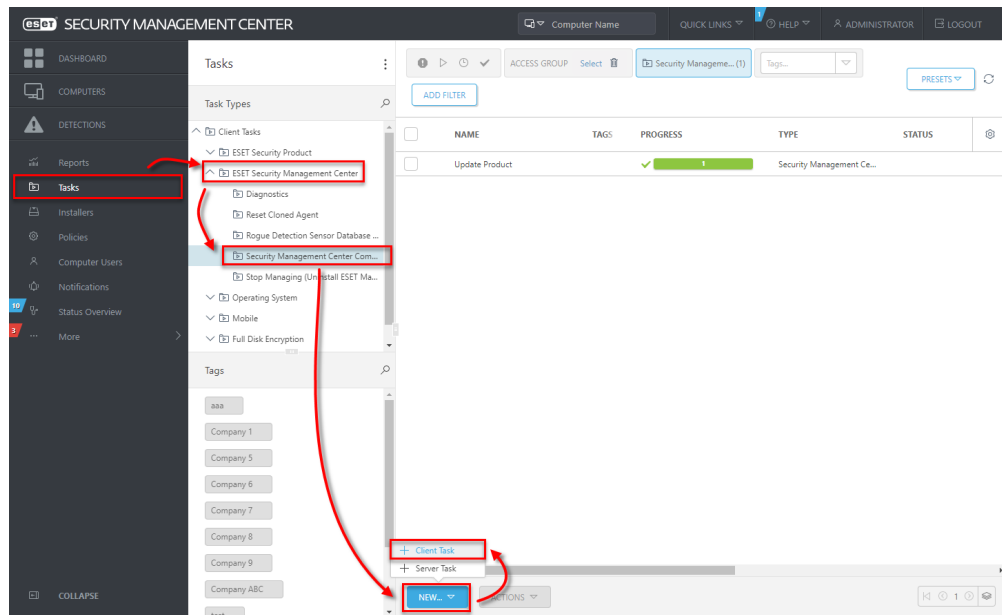 eseT SECURITY MANAGEMENT CENTER
Computer Name
QUICK LINKS
1
HELP
ADMINISTRATOR
LOGOUT
DASHBOARD
COMPUTERS
DETECTIONS
Reports
Tasks
Installers
Policies
Computer Users
Notifications
10
Status Overview
3
More
COLLAPSE
Tasks
Task Types
Client Tasks
ESET Security Product
ESET Security Management Center
Diagnostics
Reset Cloned Agent
Rogue Detection Sensor Database ...
Security Management Center Com...
Stop Managing (Uninstall ESET Ma...
Operating System
Mobile
Full Disk Encryption
Tags
aaa
Company 1
Company 5
Company 6
Company 7
Company 8
Company 9
Company ABC
ACCESS GROUP Select
Security Manageme... (1)
Tags...
PRESETS
ADD FILTER
NAME TAGS PROGRESS TYPE STATUS
Update Product 1 Security Management Ce...
Client Task
Server Task
NEW...
1